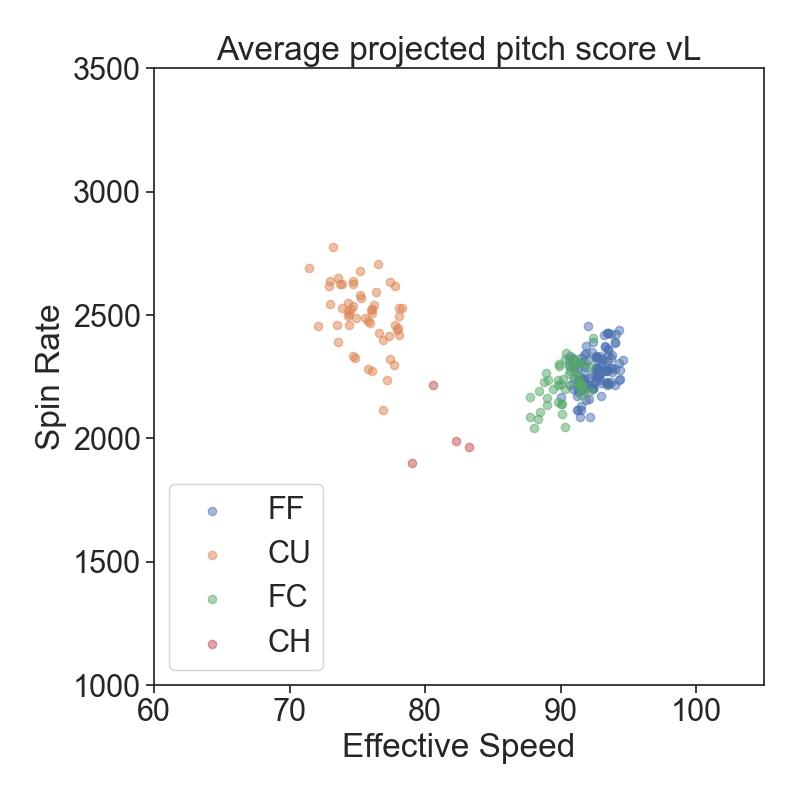 Average projected pitch score vL
3500
3000
2500
2000
1500
1000
Spin Rate
FF
CU
FC
CH
60 70 80 90 100
Effective Speed